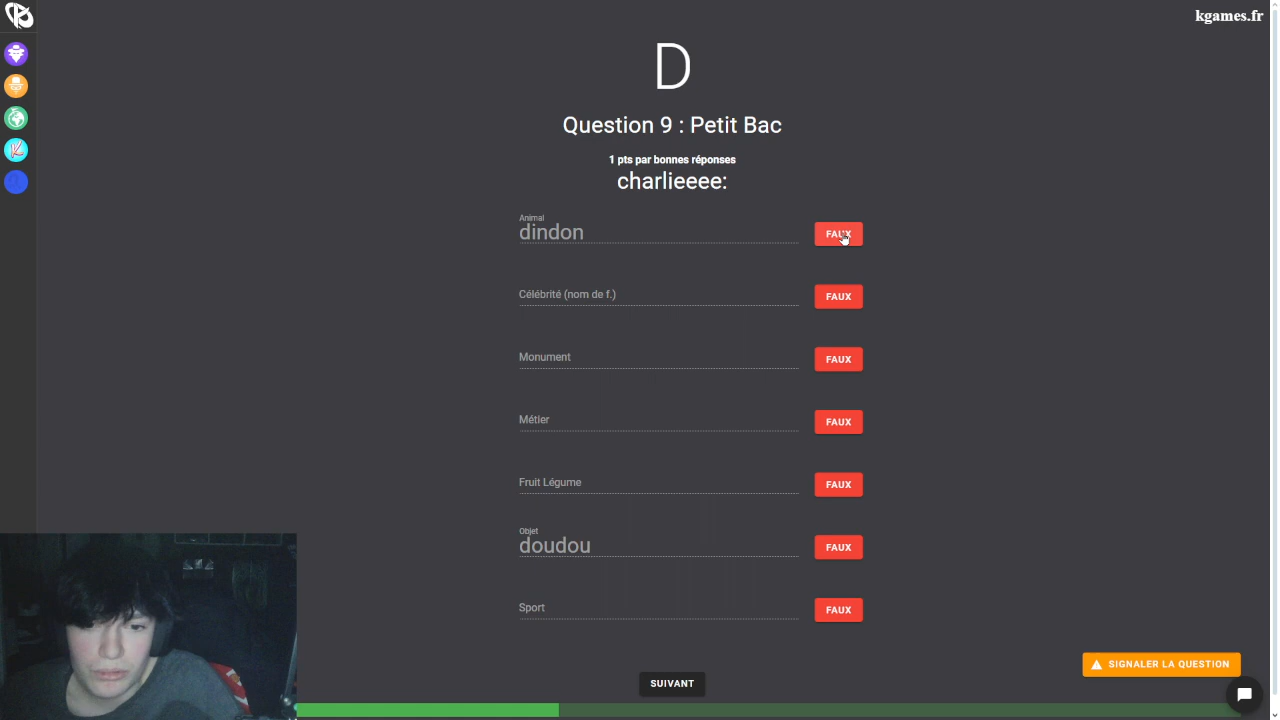 kgames.fr
D
Question 9 : Petit Bac
1 pts par bonnes réponses
charlieeee:
Animal
dindon
FAUX
Célébrité (nom de f.)
FAUX
Monument
FAUX
Métier
FAUX
Fruit Légume
FAUX
Objet
doudou
FAUX
Sport
FAUX
SIGNALER LA QUESTION
SUIVANT